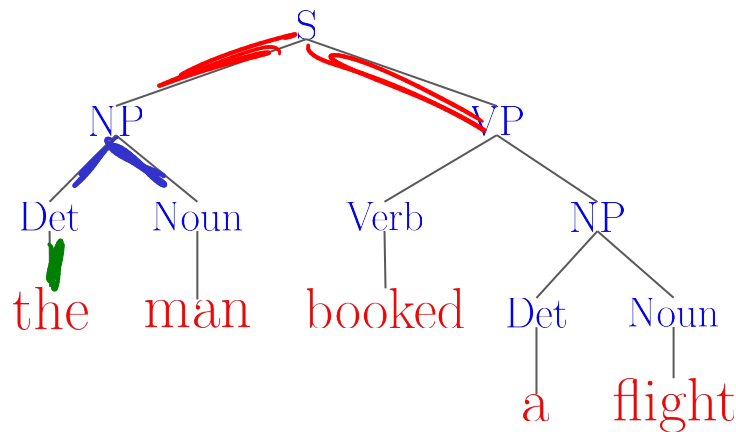 S
NP VP
Det Noun Verb NP
the man booked Det Noun
a flight